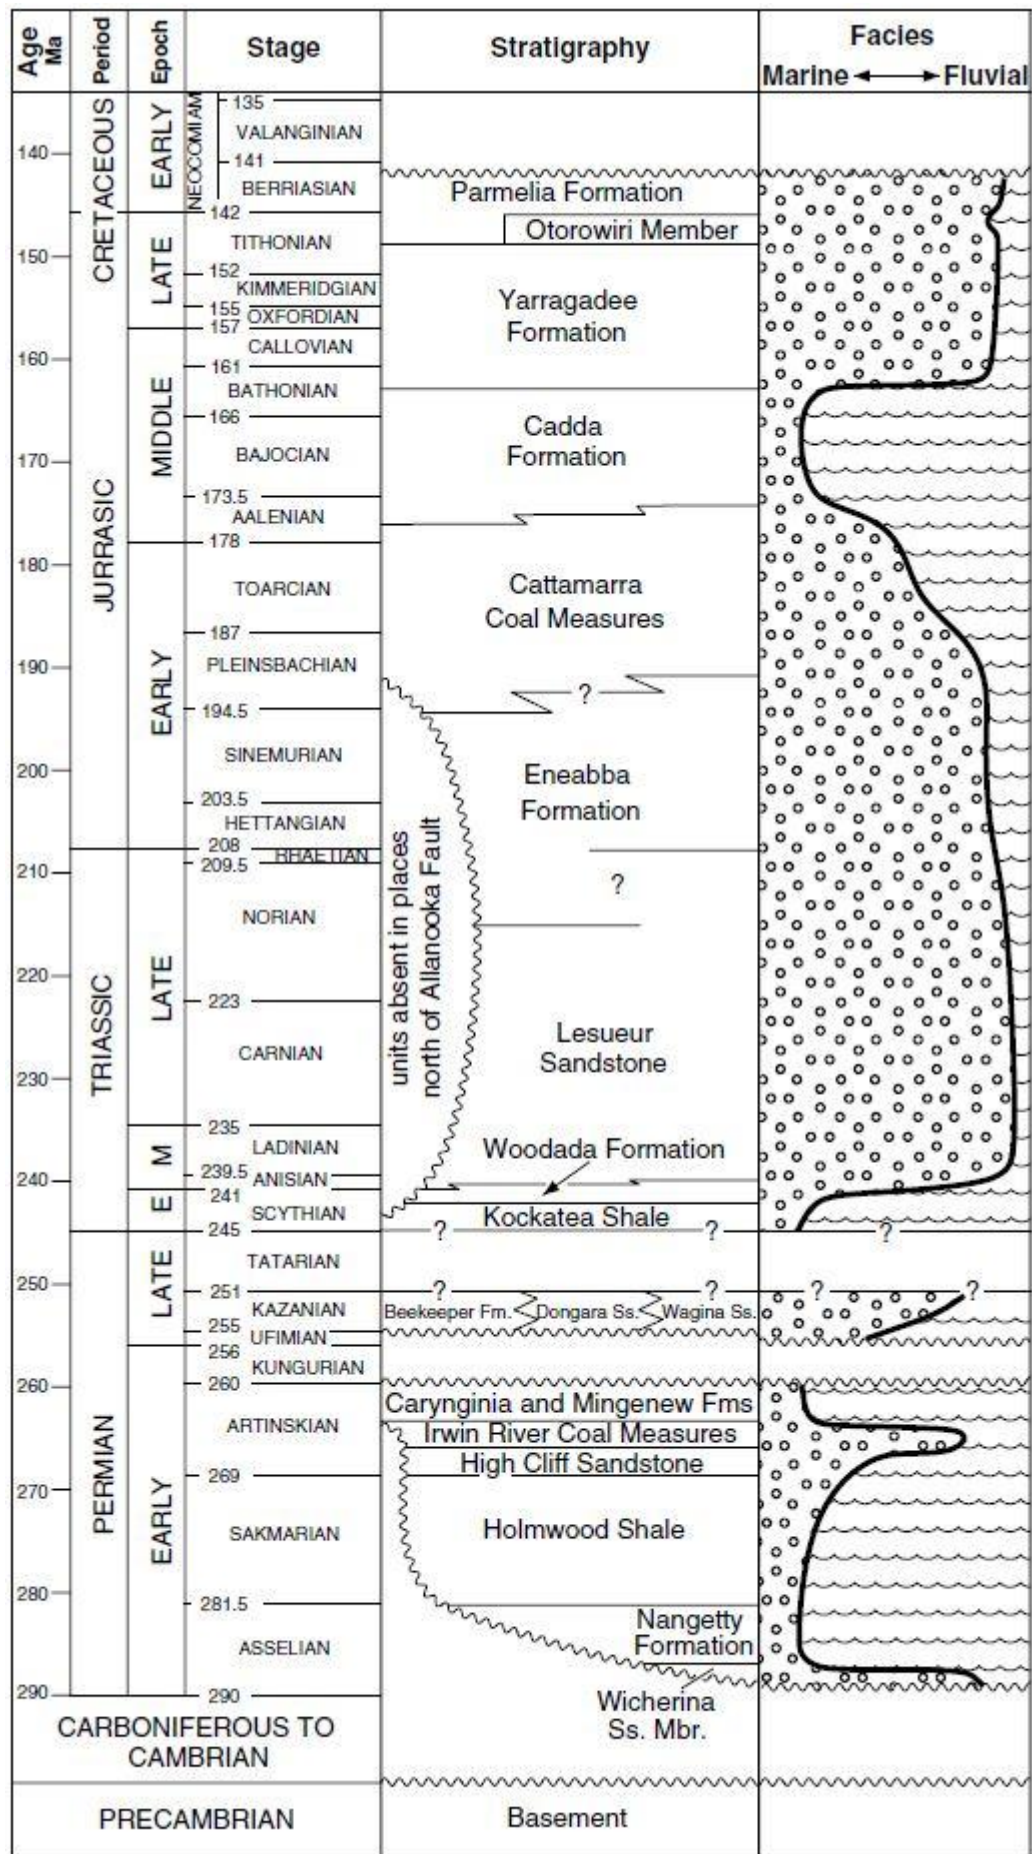 Age Ma
Period
Epoch
Stage
Stratigraphy
Facies
Marine Fluvial
140
150
160
170
180
190
200
210
220
230
240
250
260
270
280
290
CRETACEOUS
JURRASIC
TRIASSIC
PERMIAN
EARLY
LATE
MIDDLE
EARLY
LATE
M
E
LATE
EARLY
NEOCOMIAM
135
VALANGINIAN
141
BERRIASIAN
142
TITHONIAN
152
KIMMERIDGIAN
155
OXFORDIAN
157
CALLOVIAN
161
BATHONIAN
166
BAJOCIAN
173.5
AALENIAN
178
TOARCIAN
187
PLEINSBACHIAN
194.5
SINEMURIAN
203.5
HETTANGIAN
208
RHAETIAN
209.5
NORIAN
223
CARNIAN
235
LADINIAN
239.5
ANISIAN
241
SCYTHIAN
245
TATARIAN
251
KAZANIAN
255
UFIMIAN
256
KUNGURIAN
260
ARTINSKIAN
269
SAKMARIAN
281.5
ASSELIAN
290
Parmelia Formation
Otorowiri Member
Yarragadee
Formation
Cadda
Formation
Cattamarra
Coal Measures
?
Eneabba
Formation
?
units absent in places
north of Allanooka Fault
Lesueur
Sandstone
Woodada Formation
Kockatea Shale
? ? ?
? ? ? ?
Beekeeper Fm. Dongara Ss. Wagina Ss.
Carynginia and Mingenew Fms
Irwin River Coal Measures
High Cliff Sandstone
Holmwood Shale
Nangetty
Formation
Wicherina
Ss. Mbr.
CARBONIFEROUS TO
CAMBRIAN
PRECAMBRIAN
Basement